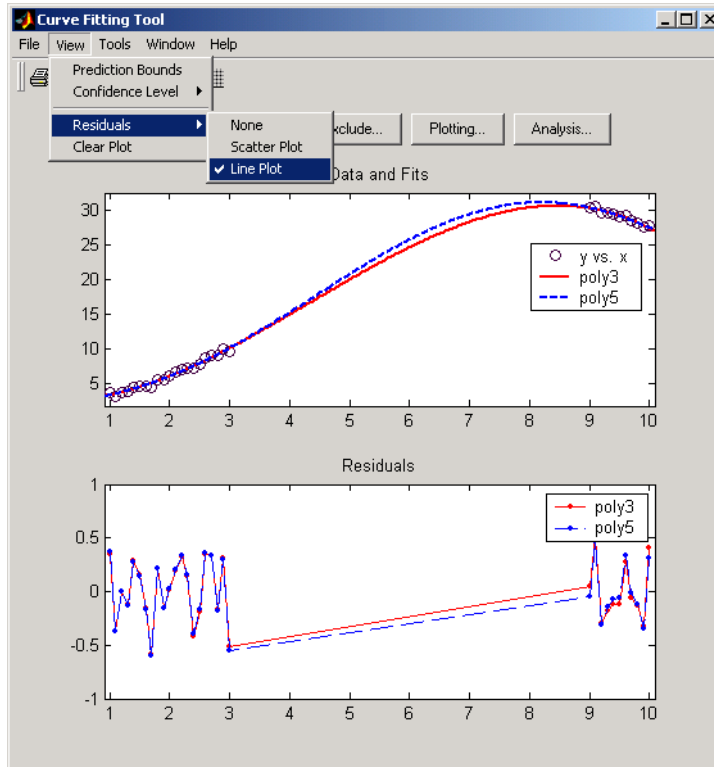 Curve Fitting Tool
File View Tools Window Help
Prediction Bounds
Confidence Level
Residuals
Clear Plot
None
Scatter Plot
Line Plot
xclude...
Plotting...
Analysis...
Data and Fits
30
25
20
15
10
5
y vs. x
poly3
poly5
1 2 3 4 5 6 7 8 9 10
Residuals
1
0.5
0
-0.5
-1
poly3
poly5
1 2 3 4 5 6 7 8 9 10